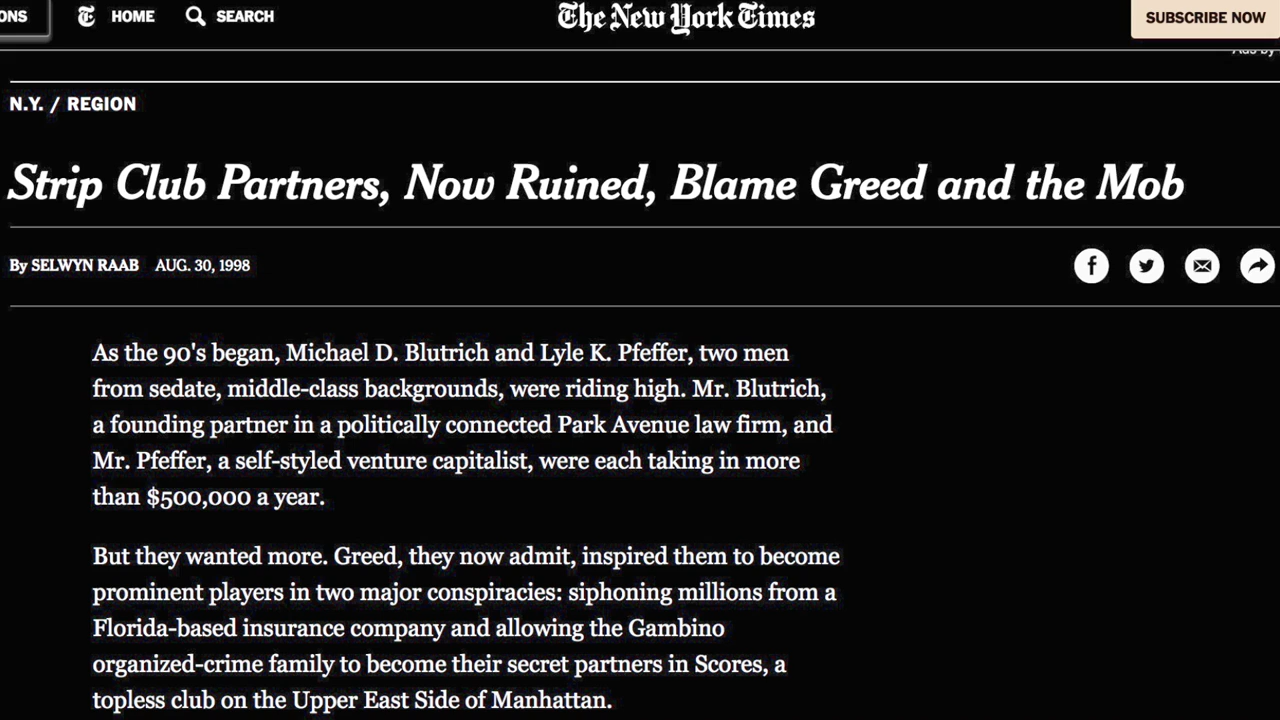 ONS HOME SEARCH The New York Times SUBSCRIBE NOW
N.Y. / REGION
Strip Club Partners, Now Ruined, Blame Greed and the Mob
By SELWYN RAAB AUG. 30, 1998
As the 90's began, Michael D. Blutrich and Lyle K. Pfeffer, two men
from sedate, middle-class backgrounds, were riding high. Mr. Blutrich,
a founding partner in a politically connected Park Avenue law firm, and
Mr. Pfeffer, a self-styled venture capitalist, were each taking in more
than $500,000 a year.
But they wanted more. Greed, they now admit, inspired them to become
prominent players in two major conspiracies: siphoning millions from a
Florida-based insurance company and allowing the Gambino
organized-crime family to become their secret partners in Scores, a
topless club on the Upper East Side of Manhattan.